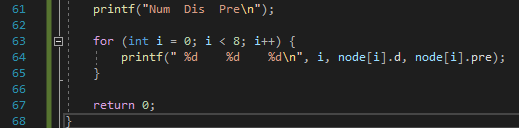 61 printf("Num  Dis  Pre\n");
62
63 for (int i = 0; i < 8; i++) {
64 printf(" %d    %d    %d\n", i, node[i].d, node[i].pre);
65 }
66
67 return 0;
68 }